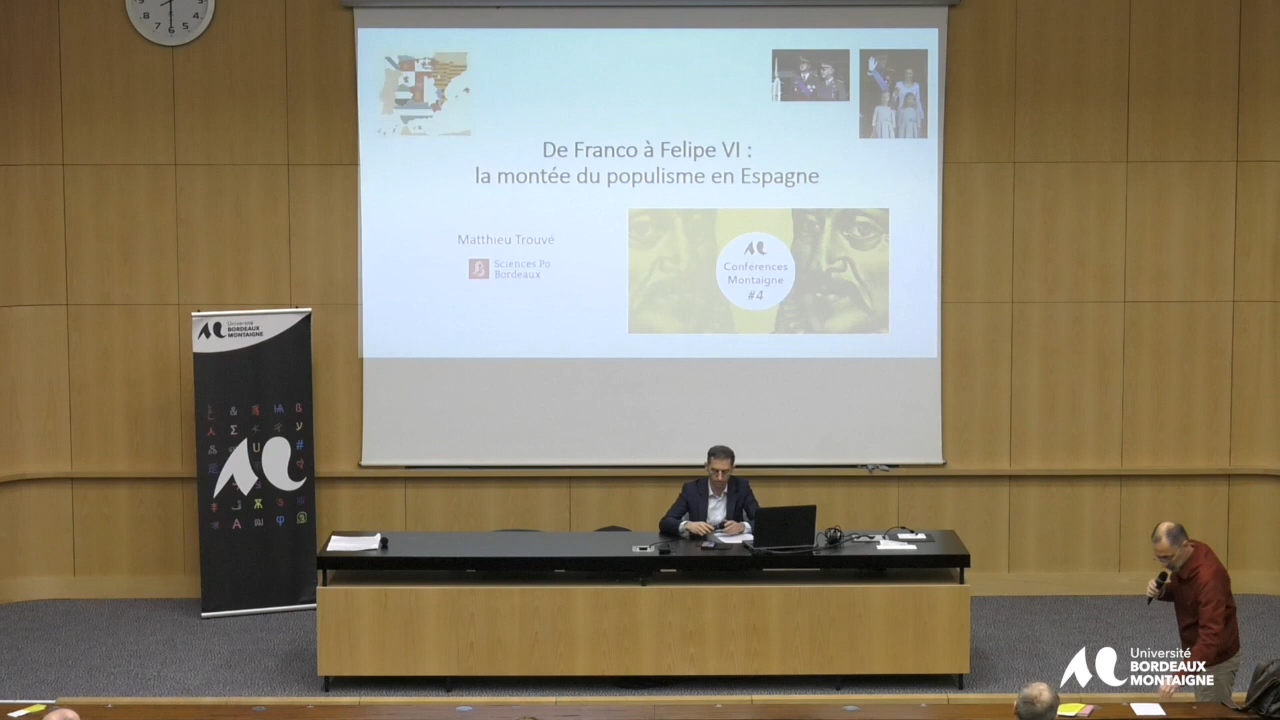 De Franco à Felipe VI :
la montée du populisme en Espagne
Matthieu Trouvé
Sciences Po
Bordeaux
Conférences
Montaigne
#4
Université
BORDEAUX
MONTAIGNE
Université
BORDEAUX
MONTAIGNE